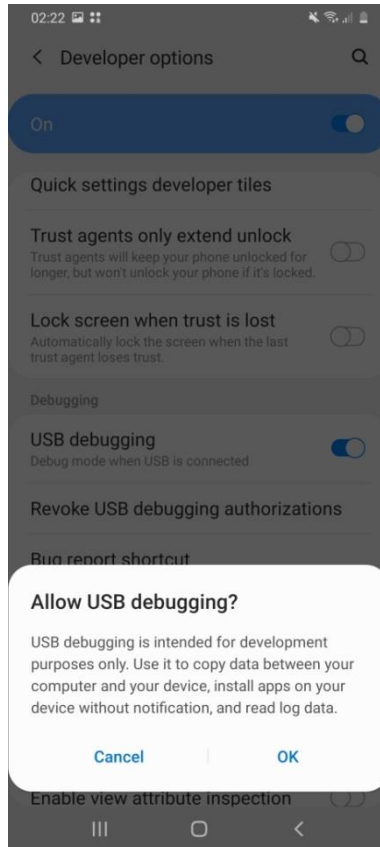 02:22
Developer options
On
Quick settings developer tiles
Trust agents only extend unlock
Trust agents will keep your phone unlocked for
longer, but won't unlock your phone if it's locked.
Lock screen when trust is lost
Automatically lock the screen when the last
trust agent loses trust.
Debugging
USB debugging
Debug mode when USB is connected
Revoke USB debugging authorizations
Bug report shortcut
Allow USB debugging?
USB debugging is intended for development
purposes only. Use it to copy data between your
computer and your device, install apps on your
device without notification, and read log data.
Cancel
OK
Enable view attribute inspection